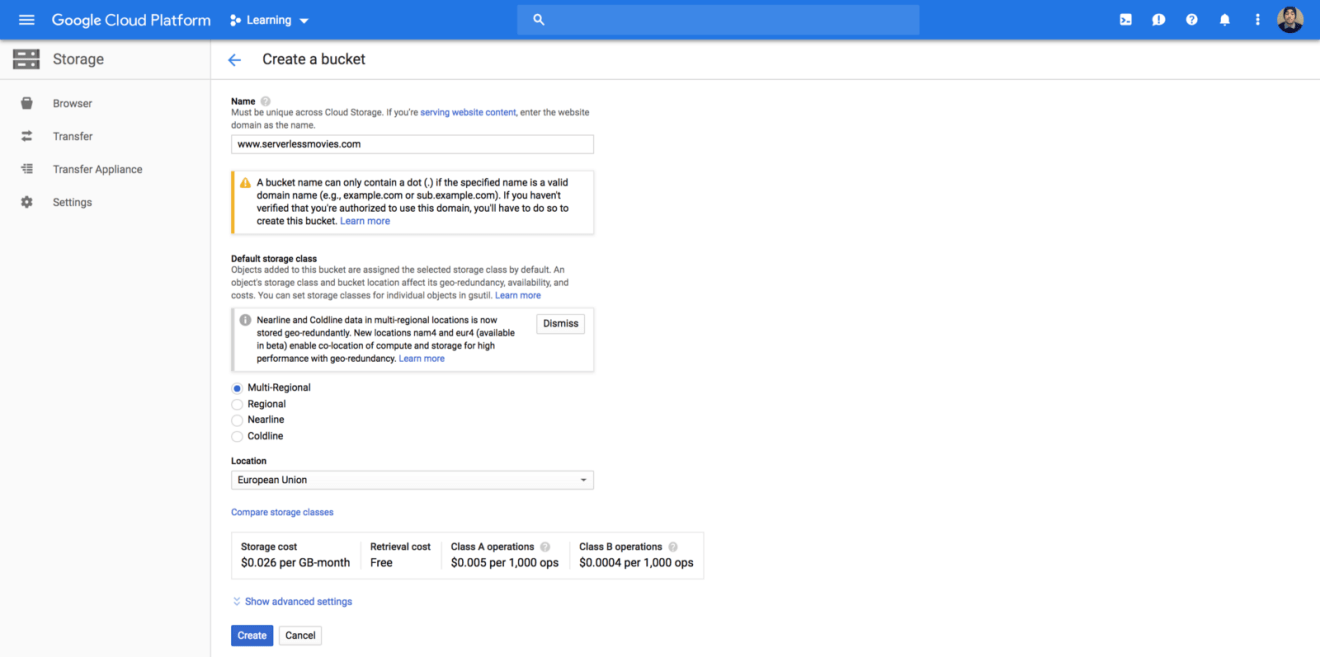 Google Cloud Platform
Learning
Storage
Create a bucket
Browser
Transfer
Transfer Appliance
Settings
Name
Must be unique across Cloud Storage. If you're serving website content, enter the website
domain as the name.
www.serverlessmovies.com
A bucket name can only contain a dot (.) if the specified name is a valid
domain name (e.g., example.com or sub.example.com). If you haven't
verified that you're authorized to use this domain, you'll have to do so to
create this bucket. Learn more
Default storage class
Objects added to this bucket are assigned the selected storage class by default. An
object's storage class and bucket location affect its geo-redundancy, availability, and
costs. You can set storage classes for individual objects in gsutil. Learn more
Nearline and Coldline data in multi-regional locations is now
stored geo-redundantly. New locations nam4 and eur4 (available
in beta) enable co-location of compute and storage for high
performance with geo-redundancy. Learn more
Dismiss
Multi-Regional
Regional
Nearline
Coldline
Location
European Union
Compare storage classes
Storage cost
$0.026 per GB-month
Retrieval cost
Free
Class A operations
$0.005 per 1,000 ops
Class B operations
$0.0004 per 1,000 ops
Show advanced settings
Create
Cancel